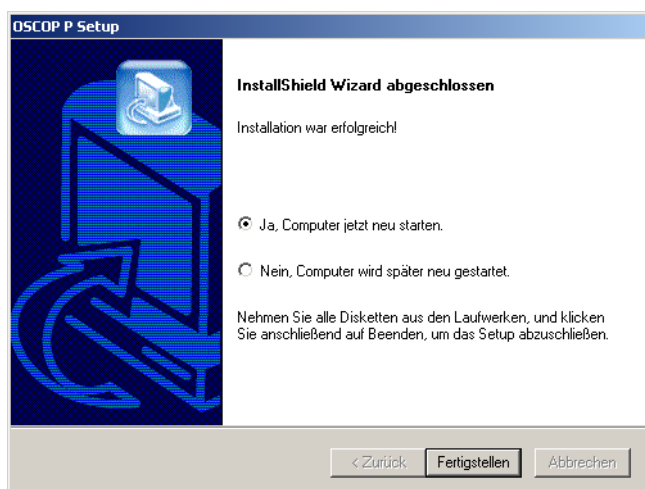 OSCOP P Setup
InstallShield Wizard abgeschlossen
Installation war erfolgreich!
Ja, Computer jetzt neu starten.
Nein, Computer wird später neu gestartet.
Nehmen Sie alle Disketten aus den Laufwerken, und klicken
Sie anschließend auf Beenden, um das Setup abzuschließen.
< Zurück Fertigstellen Abbrechen